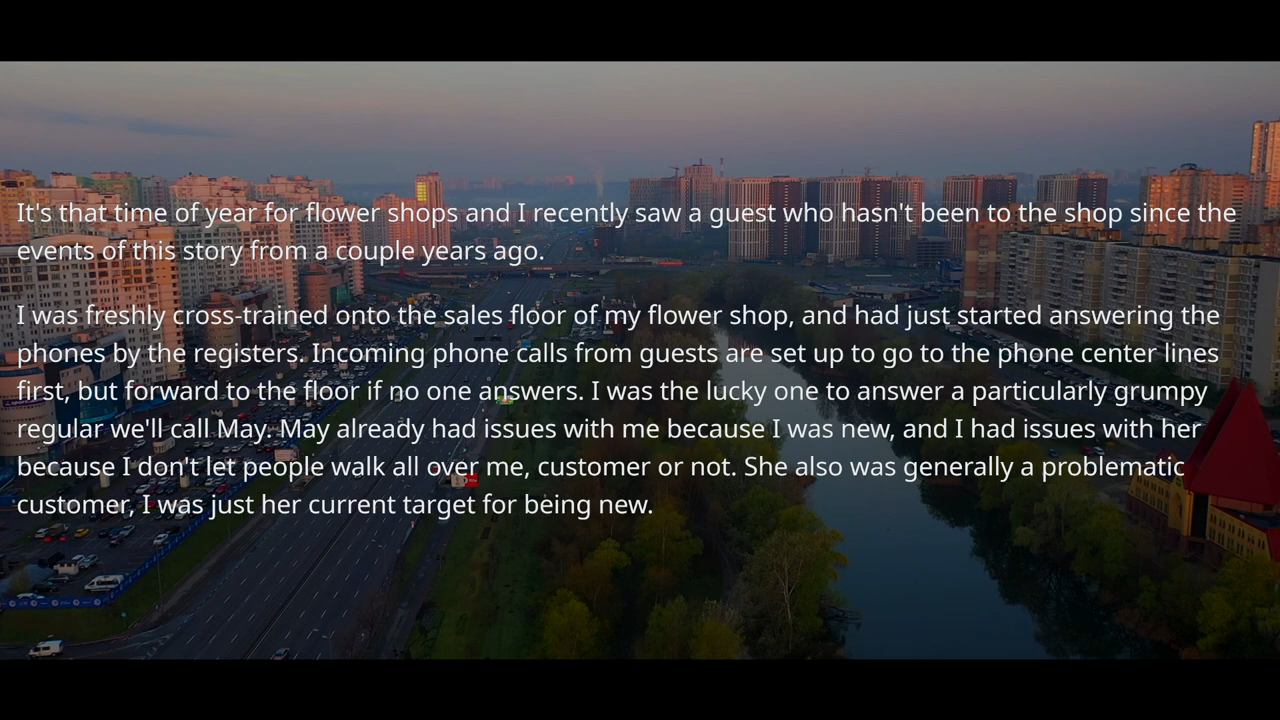 It's that time of year for flower shops and I recently saw a guest who hasn't been to the shop since the
events of this story from a couple years ago.
I was freshly cross-trained onto the sales floor of my flower shop, and had just started answering the
phones by the registers. Incoming phone calls from guests are set up to go to the phone center lines
first, but forward to the floor if no one answers. I was the lucky one to answer a particularly grumpy
regular we'll call May. May already had issues with me because I was new, and I had issues with her
because I don't let people walk all over me, customer or not. She also was generally a problematic
customer, I was just her current target for being new.